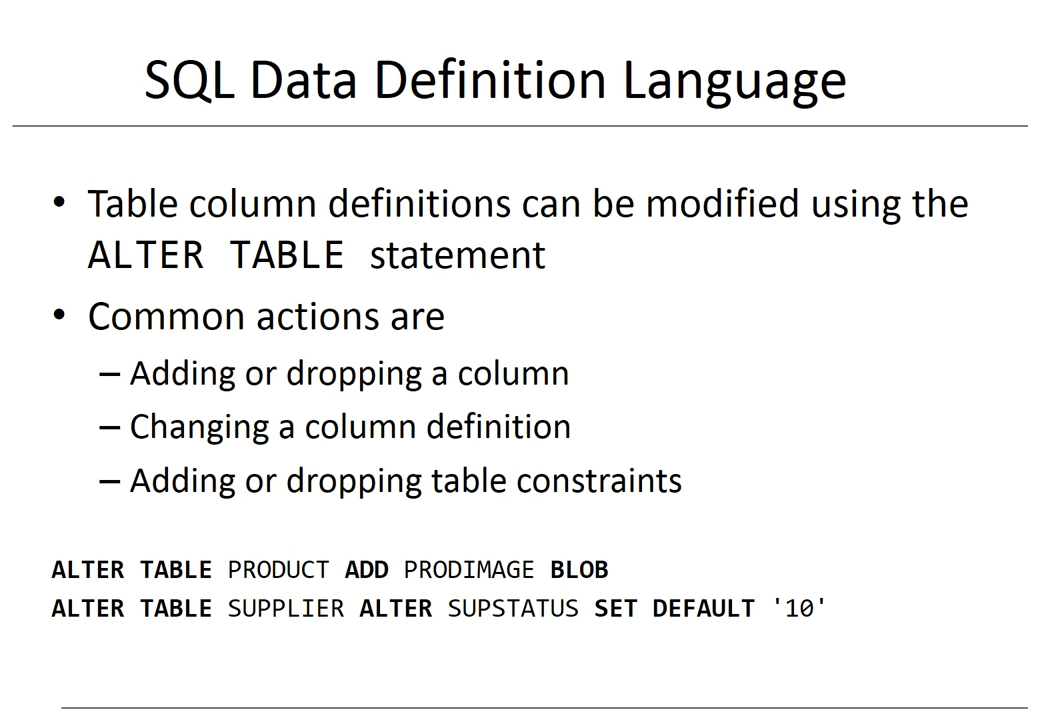 SQL Data Definition Language
• Table column definitions can be modified using the
ALTER TABLE statement
• Common actions are
– Adding or dropping a column
– Changing a column definition
– Adding or dropping table constraints
ALTER TABLE PRODUCT ADD PRODIMAGE BLOB
ALTER TABLE SUPPLIER ALTER SUPSTATUS SET DEFAULT '10'